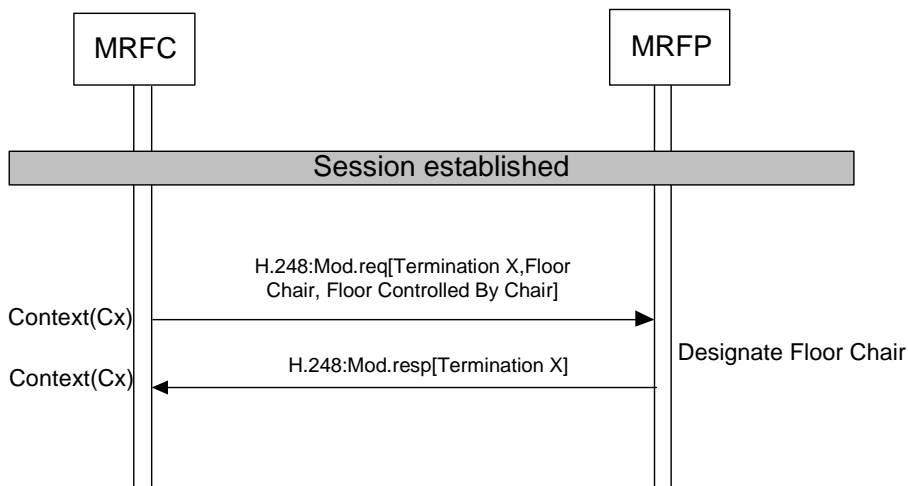 MRFC
MRFP
Session established
H.248:Mod.req[Termination X,Floor
Chair, Floor Controlled By Chair]
Context(Cx)
Designate Floor Chair
H.248:Mod.resp[Termination X]
Context(Cx)